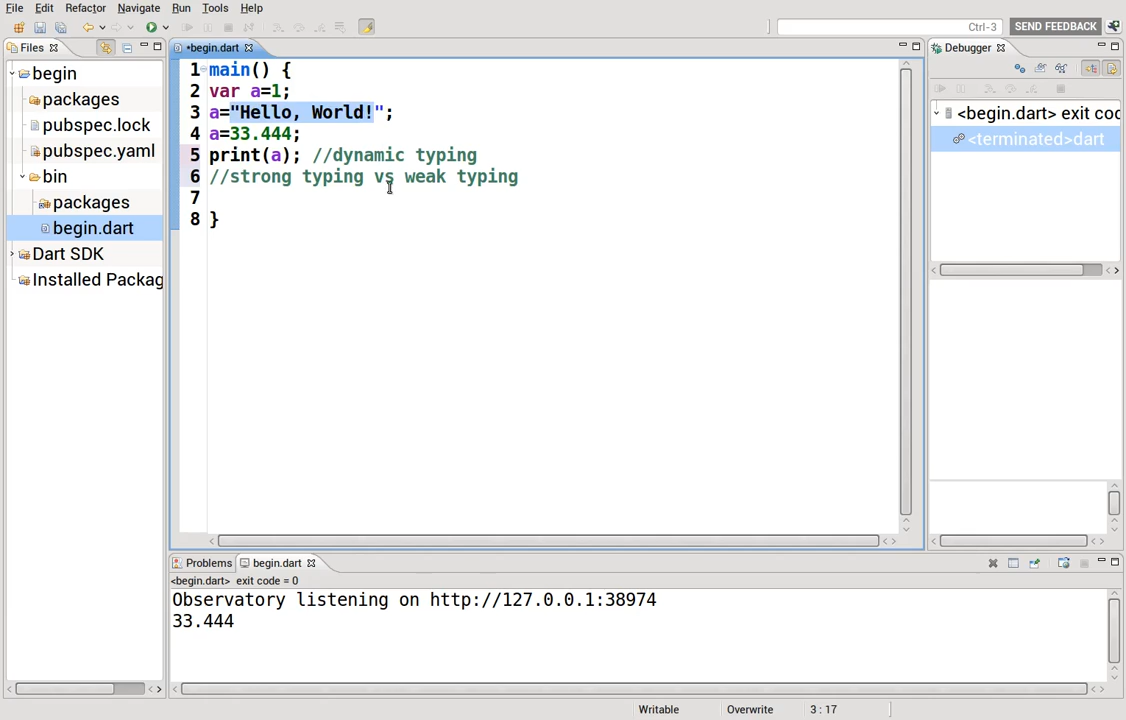 File Edit Refactor Navigate Run Tools Help
Ctrl-3 SEND FEEDBACK
Files
begin
packages
pubspec.lock
pubspec.yaml
bin
packages
begin.dart
Dart SDK
Installed Packag
*begin.dart
1 main() {
2 var a=1;
3 a="Hello, World!";
4 a=33.444;
5 print(a); //dynamic typing
6 //strong typing vs weak typing
7
8 }
Debugger
<begin.dart> exit coc
<terminated>dart
Problems begin.dart
<begin.dart> exit code = 0
Observatory listening on http://127.0.0.1:38974
33.444
Writable Overwrite 3 : 17